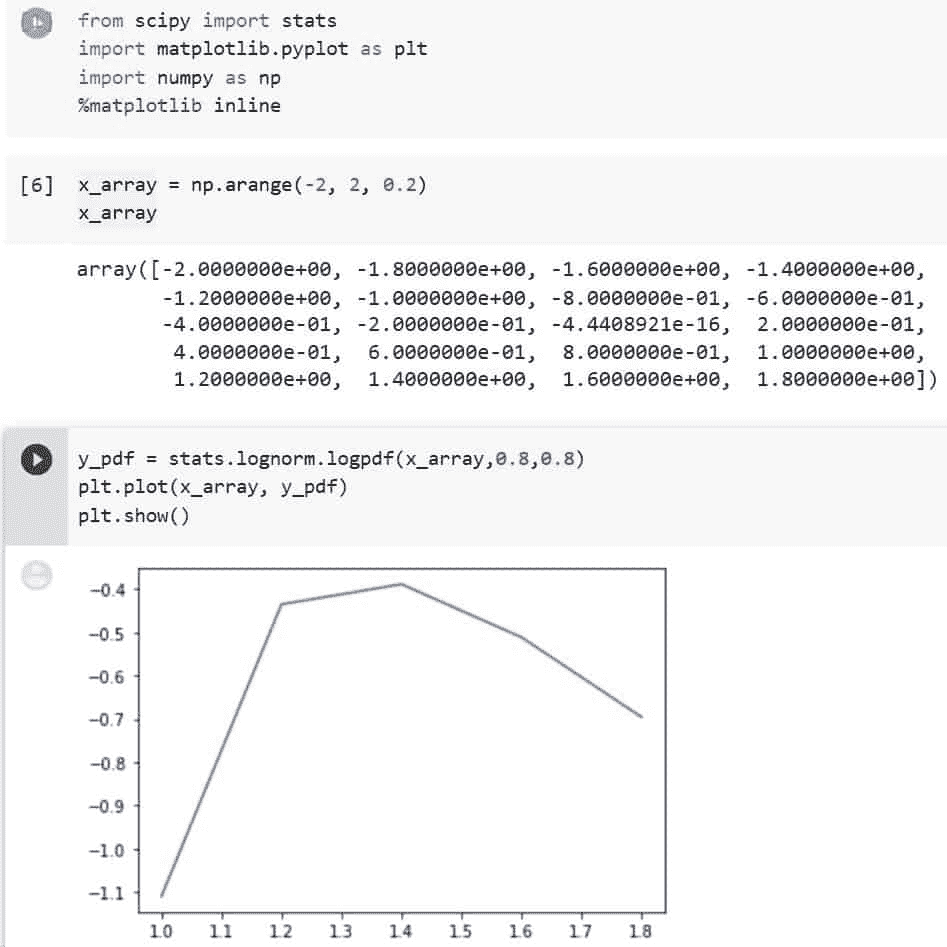 from scipy import stats
import matplotlib.pyplot as plt
import numpy as np
%matplotlib inline
[6] x_array = np.arange(-2, 2, 0.2)
x_array
array([-2.0000000e+00, -1.8000000e+00, -1.6000000e+00, -1.4000000e+00,
-1.2000000e+00, -1.0000000e+00, -8.0000000e-01, -6.0000000e-01,
-4.0000000e-01, -2.0000000e-01, -4.4408921e-16, 2.0000000e-01,
4.0000000e-01, 6.0000000e-01, 8.0000000e-01, 1.0000000e+00,
1.2000000e+00, 1.4000000e+00, 1.6000000e+00, 1.8000000e+00])
y_pdf = stats.lognorm.logpdf(x_array,0.8,0.8)
plt.plot(x_array, y_pdf)
plt.show()
−0.4
−0.5
−0.6
−0.7
−0.8
−0.9
−1.0
−1.1
1.0 1.1 1.2 1.3 1.4 1.5 1.6 1.7 1.8